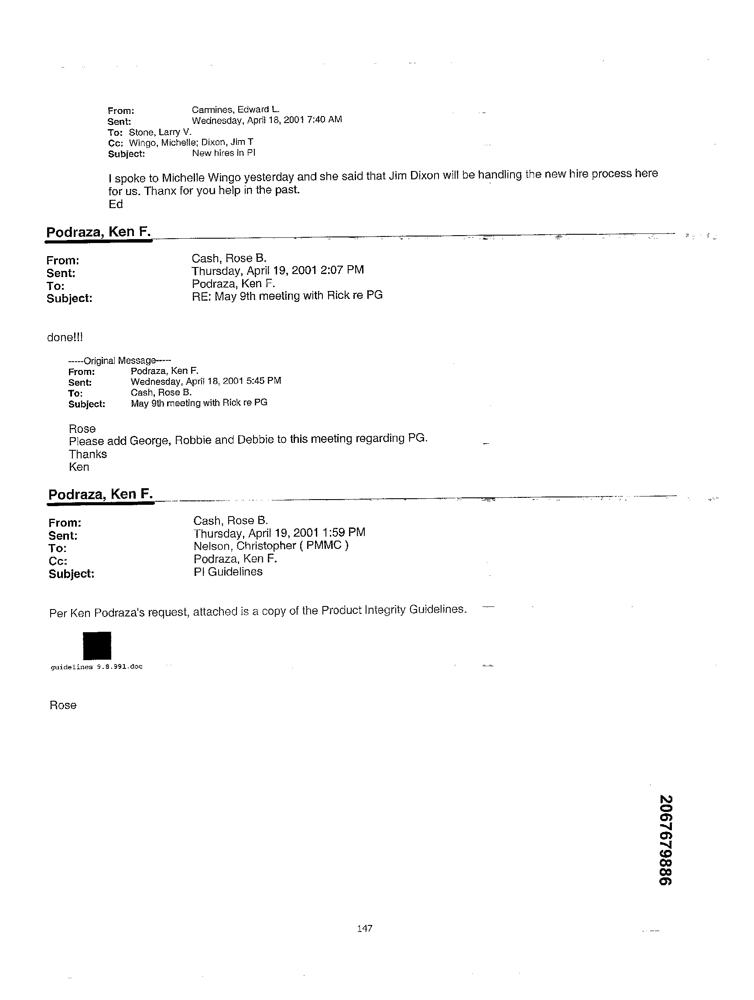 From: Carmines, Edward L.
Sent: Wednesday, April 18, 2001 7:40 AM
To: Stone, Larry V.
Cc: Wingo, Michelle; Dixon, Jim T
Subject: New hires in PI
I spoke to Michelle Wingo yesterday and she said that Jim Dixon will be handling the new hire process here
for us. Thanx for you help in the past.
Ed
Podraza, Ken F.
From: Cash, Rose B.
Sent: Thursday, April 19, 2001 2:07 PM
To: Podraza, Ken F.
Subject: RE: May 9th meeting with Rick re PG
done!!!
-----Original Message-----
From: Podraza, Ken F.
Sent: Wednesday, April 18, 2001 5:45 PM
To: Cash, Rose B.
Subject: May 9th meeting with Rick re PG
Rose
Please add George, Robbie and Debbie to this meeting regarding PG.
Thanks
Ken
Podraza, Ken F.
From: Cash, Rose B.
Sent: Thursday, April 19, 2001 1:59 PM
To: Nelson, Christopher ( PMMC )
Cc: Podraza, Ken F.
Subject: PI Guidelines
Per Ken Podraza's request, attached is a copy of the Product Integrity Guidelines.
guidelines 9.8.991.doc
Rose
2067679886
147